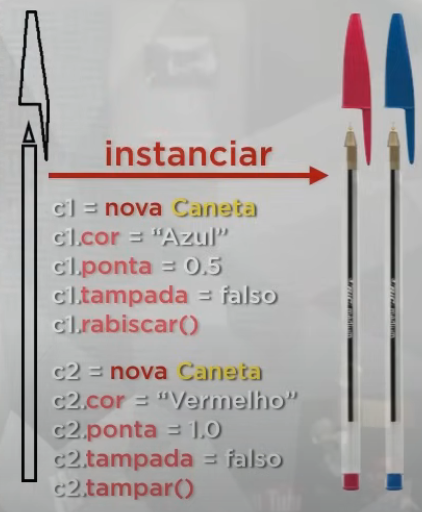 instanciar
c1 = nova Caneta
c1.cor = “Azul”
c1.ponta = 0.5
c1.tampada = falso
c1.rabiscar()
c2 = nova Caneta
c2.cor = “Vermelho”
c2.ponta = 1.0
c2.tampada = falso
c2.tampar()